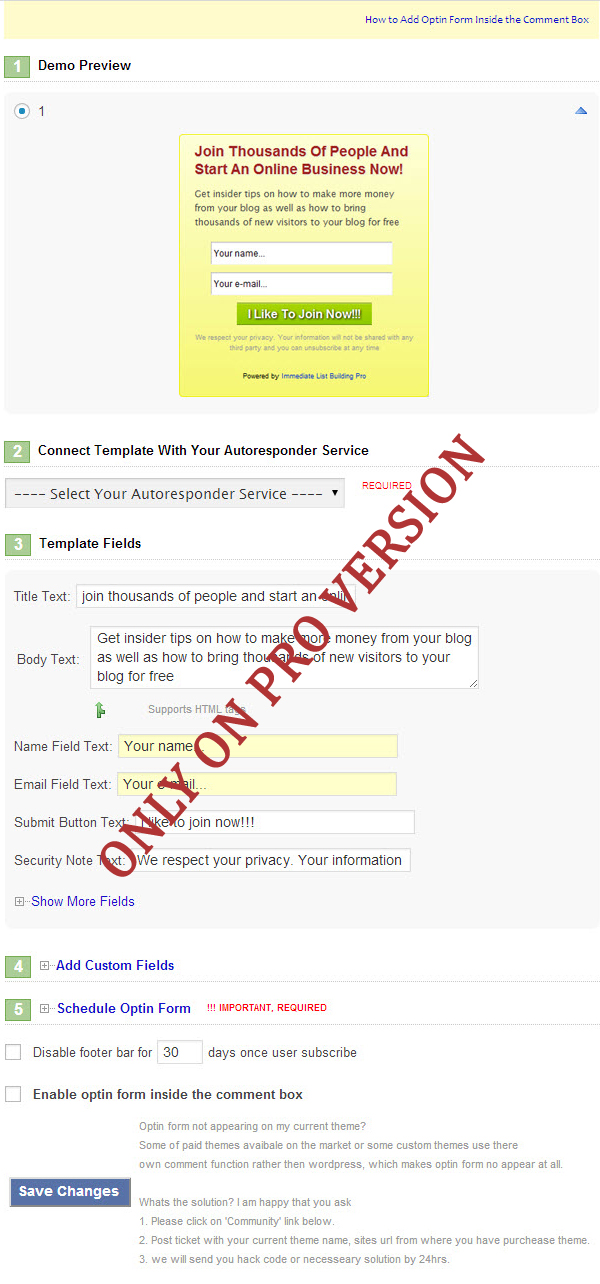 How to Add Optin Form Inside the Comment Box
1 Demo Preview
1
Join Thousands Of People And
Start An Online Business Now!
Get insider tips on how to make more money
from your blog as well as how to bring
thousands of new visitors to your blog for free
Your name...
Your e-mail...
I Like To Join Now!!!
We respect your privacy. Your information will not be shared with any
third party and you can unsubscribe at any time
Powered by Immediate List Building Pro
2 Connect Template With Your Autoresponder Service
---- Select Your Autoresponder Service ---- REQUIRED
3 Template Fields
Title Text: join thousands of people and start an onlin
Body Text: Get insider tips on how to make more money from your blog
as well as how to bring thousands of new visitors to your
blog for free
Supports HTML tags
Name Field Text: Your name...
Email Field Text: Your e-mail...
Submit Button Text: I like to join now!!!
Security Note Text: We respect your privacy. Your information
Show More Fields
ONLY ON PRO VERSION
4 Add Custom Fields
5 Schedule Optin Form !!! IMPORTANT, REQUIRED
Disable footer bar for 30 days once user subscribe
Enable optin form inside the comment box
Optin form not appearing on my current theme?
Some of paid themes avaibale on the market or some custom themes use there
own comment function rather then wordpress, which makes optin form no appear at all.
Save Changes
Whats the solution? I am happy that you ask
1. Please click on 'Community' link below.
2. Post ticket with your current theme name, sites url from where you have purchease theme.
3. we will send you hack code or necesseary solution by 24hrs.